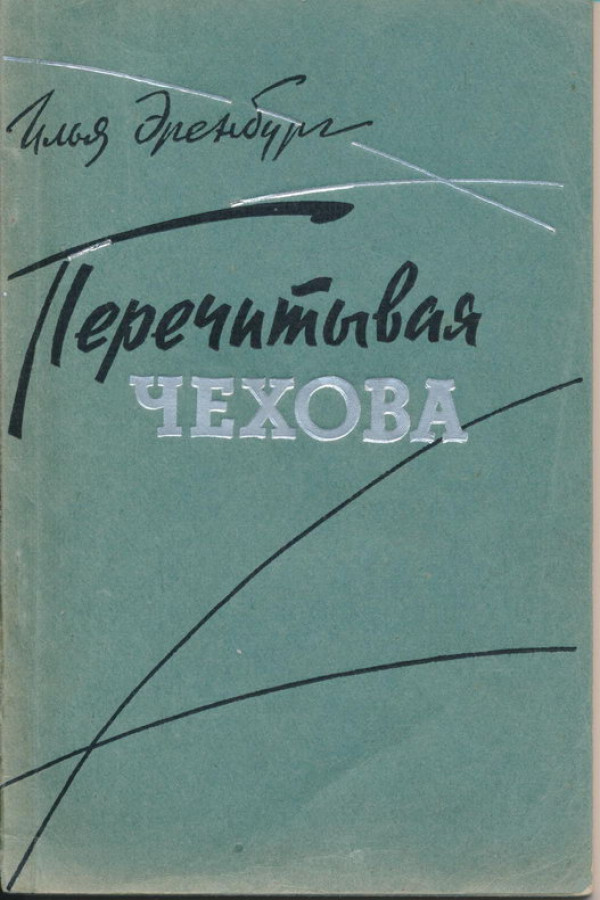 Илья Эренбург
Перечитывая
ЧЕХОВА